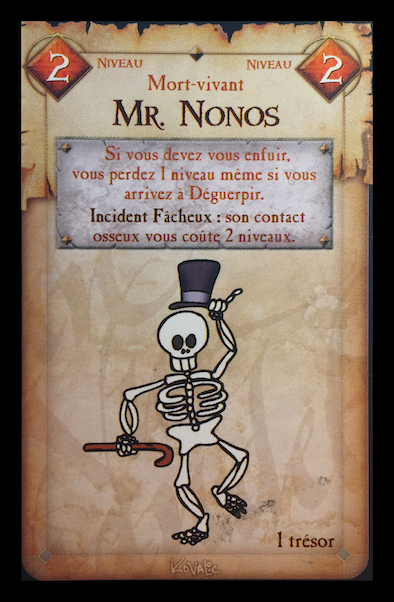 2 Niveau Niveau 2
Mort-vivant
Mr. Nonos
Si vous devez vous enfuir,
vous perdez 1 niveau même si vous
arrivez à Déguerpir.
Incident Fâcheux : son contact
osseux vous coûte 2 niveaux.
1 trésor
Kovalic